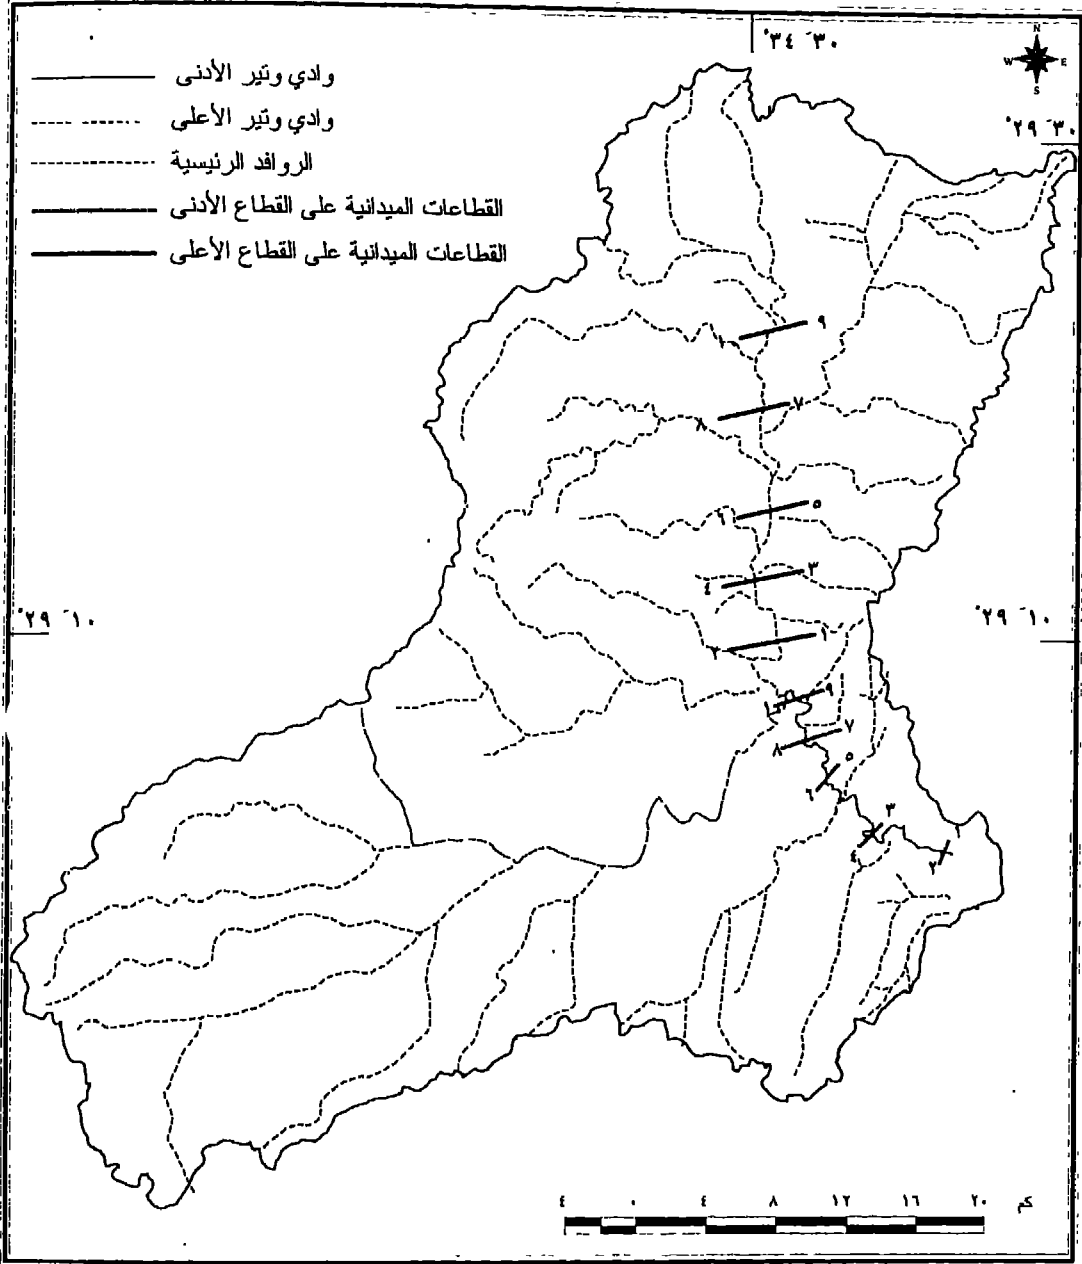 °٣٤ َ٣٠
N
W E
S
°٢٩ َ٣٠
وادي وتير الأدنى
وادي وتير الأعلى
الروافد الرئيسية
القطاعات الميدانية على القطاع الأدنى
القطاعات الميدانية على القطاع الأعلى
٩
١٠
٧
٨
٥
٦
٣
٤
°٢٩ َ١٠
°٢٩ َ١٠
١
٢
٩
١٠
٧
٨
٥
٦
٣
٤
٢
٤ ٠ ٤ ٨ ١٢ ١٦ ٢٠ كم